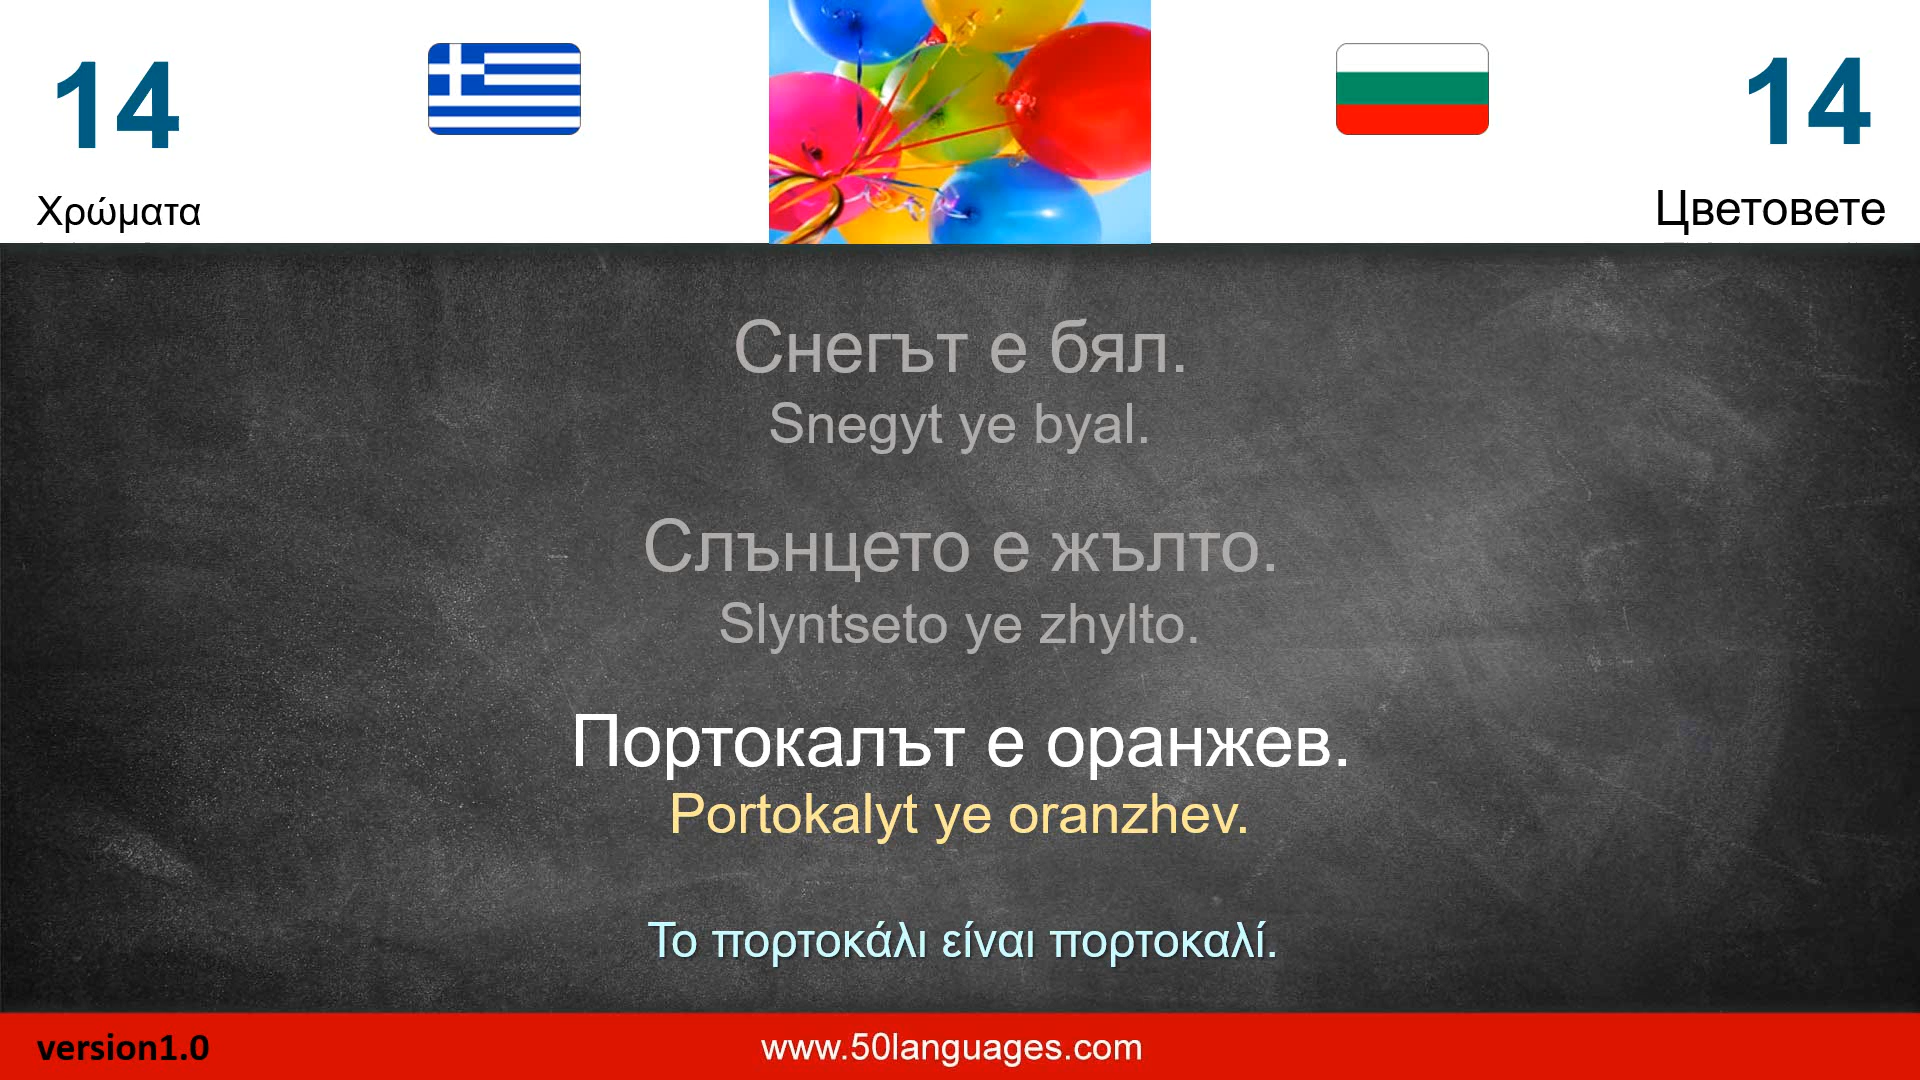 14
14
Χρώματα
Цветовете
Снегът е бял.
Snegyt ye byal.
Слънцето е жълто.
Slyntseto ye zhylto.
Портокалът е оранжев.
Portokalyt ye oranzhev.
Το πορτοκάλι είναι πορτοκαλί.
version1.0
www.50languages.com